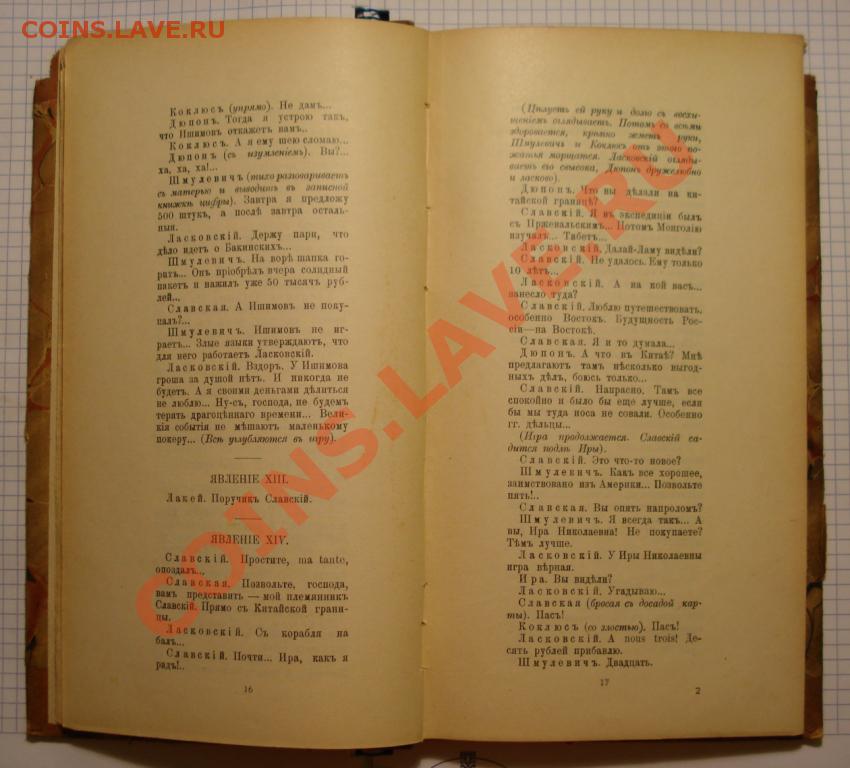 COINS.LAVE.RU
Коклюсъ (упрямо). Не дамъ...
Дюпонъ. Тогда я устрою такъ,
что Ишимовъ откажетъ вамъ..
Коклюсъ. А я ему шею сломаю...
Дюпонъ (съ изумленіемъ). Вы?...
ха, ха, ха!...
Шмулевичъ (тихо разговариваетъ
съ матерью и выводитъ въ записной
книжкѣ цифры). Завтра я предложу
500 штукъ, а послѣ завтра осталь-
ныя.
Ласковскій. Держу пари, что
дѣло идетъ о Бакинскихъ...
Шмулевичъ. На ворѣ шапка го-
ритъ... Онъ пріобрѣлъ вчера солидный
пакетъ и нажилъ уже 50 тысячъ руб-
лей...
Славская. А Ишимовъ не поку-
палъ?...
Шмулевичъ. Ишимовъ не иг-
раетъ... Злые языки утверждаютъ, что
для него работаетъ Ласковскій.
Ласковскій. Вздоръ. У Ишимова
гроша за душой нѣтъ. И никогда не
будетъ. А я своими деньгами дѣлиться
не люблю... Ну-съ, господа, не будемъ
терять драгоцѣннаго времени... Вели-
кія событія не мѣшаютъ маленькому
покеру... (Всѣ углубляются въ игру).
ЯВЛЕНІЕ XIII.
Лакей. Поручикъ Славскій.
ЯВЛЕНІЕ XIV.
Славскій. Простите, ma tante,
опоздалъ...
Славская. Позвольте, господа,
вамъ представить — мой племянникъ
Славскій. Прямо съ Китайской грани-
цы.
Ласковскій. Съ корабля на
балъ...
Славскій. Почти... Ира, какъ я
радъ!..
16
(Цѣлуетъ ей руку и долго съ восхи-
щеніемъ оглядываетъ. Потомъ со всѣми
здоровается, крѣпко жметъ руки,
Шмулевичъ и Коклюсъ отъ этого по-
жатья морщатся. Ласковскій огляды-
ваетъ его свысока, Дюпонъ дружелюбно
и ласково).
Дюпонъ. Что вы дѣлали на ки-
тайской границѣ?
Славскій. Я въ экспедиціи былъ
съ Пржевальскимъ... Потомъ Монголію
изучалъ... Тибетъ...
Ласковскій. Далай-Ламу видѣли?
Славскій. Не удалось. Ему только
10 лѣтъ...
Ласковскій. А на кой васъ...
занесло туда?
Славскій. Люблю путешествовать,
особенно Востокъ. Будущность Рос-
сіи—на Востокѣ.
Славская. Я и то думала...
Дюпонъ. А что въ Китаѣ? Мнѣ
предлагаютъ тамъ нѣсколько выгод-
ныхъ дѣлъ, боюсь только...
Славскій. Напрасно. Тамъ все
спокойно и было бы еще лучше, если
бы мы туда носа не совали. Особенно
гг. дѣльцы...
(Игра продолжается. Славскій са-
дится подлѣ Иры).
Славскій. Это что-то новое?
Шмулевичъ. Какъ все хорошее,
заимствовано изъ Америки... Позвольте
пять!..
Славская. Вы опять напроломъ?
Шмулевичъ. Я всегда такъ... А
вы, Ира Николаевна! Не покупаете?
Тѣмъ лучше.
Ласковскій. У Иры Николаевны
игра вѣрная.
Ира. Вы видѣли?
Ласковскій. Угадываю...
Славская (бросая съ досадой кар-
ты). Пасъ!
Коклюсъ (со злостью). Пасъ!
Ласковскій. A nous trois! Де-
сять рублей прибавлю.
Шмулевичъ. Двадцать.
17
2
COINS.LAVE.RU